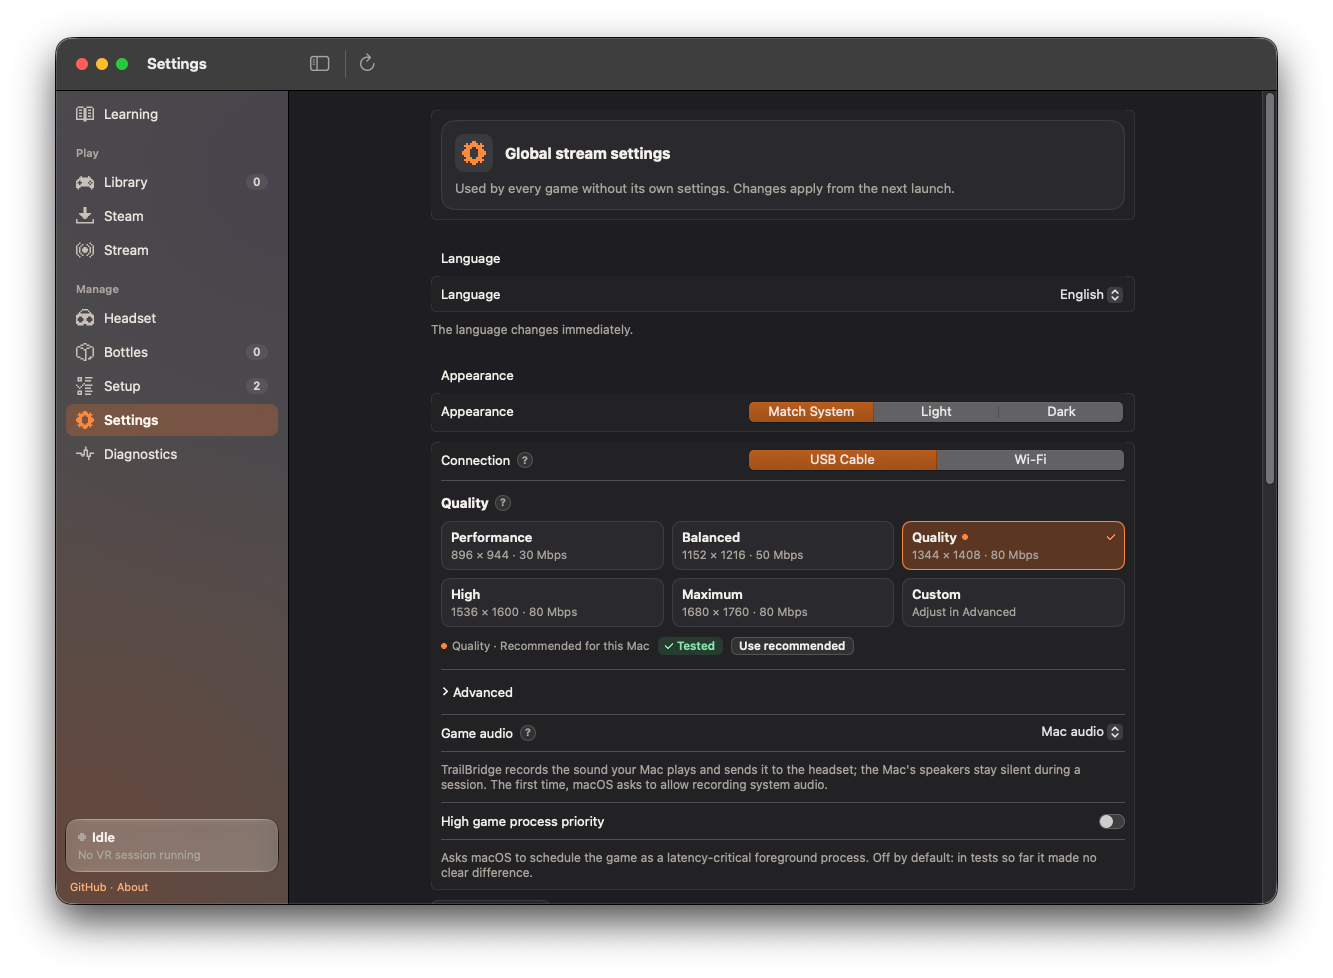 Settings
Learning
Play
Library 0
Steam
Stream
Manage
Headset
Bottles 0
Setup 2
Settings
Diagnostics
Idle
No VR session running
GitHub · About
Global stream settings
Used by every game without its own settings. Changes apply from the next launch.
Language
Language English
The language changes immediately.
Appearance
Appearance Match System Light Dark
Connection ? USB Cable Wi-Fi
Quality ?
Performance
896 × 944 · 30 Mbps
Balanced
1152 × 1216 · 50 Mbps
Quality
1344 × 1408 · 80 Mbps
High
1536 × 1600 · 80 Mbps
Maximum
1680 × 1760 · 80 Mbps
Custom
Adjust in Advanced
Quality · Recommended for this Mac Tested Use recommended
Advanced
Game audio ? Mac audio
TrailBridge records the sound your Mac plays and sends it to the headset; the Mac's speakers stay silent during a
session. The first time, macOS asks to allow recording system audio.
High game process priority
Asks macOS to schedule the game as a latency-critical foreground process. Off by default: in tests so far it made no
clear difference.